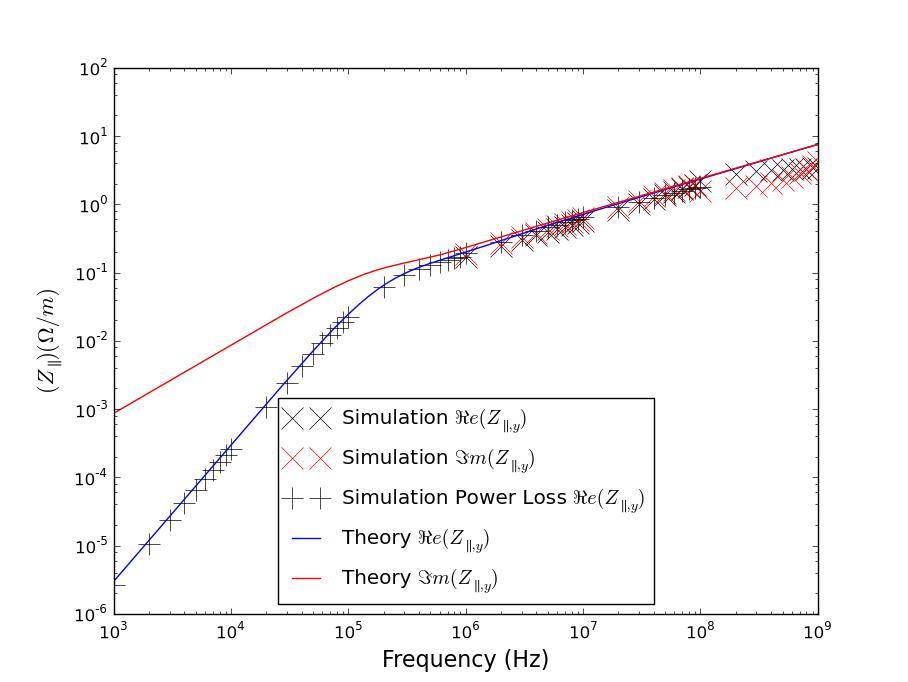 10²
10¹
10⁰
10⁻¹
10⁻²
10⁻³
10⁻⁴
10⁻⁵
10⁻⁶
(Z∥)(Ω/m)
Simulation ℜe(Z∥,y)
Simulation ℑm(Z∥,y)
Simulation Power Loss ℜe(Z∥,y)
Theory ℜe(Z∥,y)
Theory ℑm(Z∥,y)
10³ 10⁴ 10⁵ 10⁶ 10⁷ 10⁸ 10⁹
Frequency (Hz)